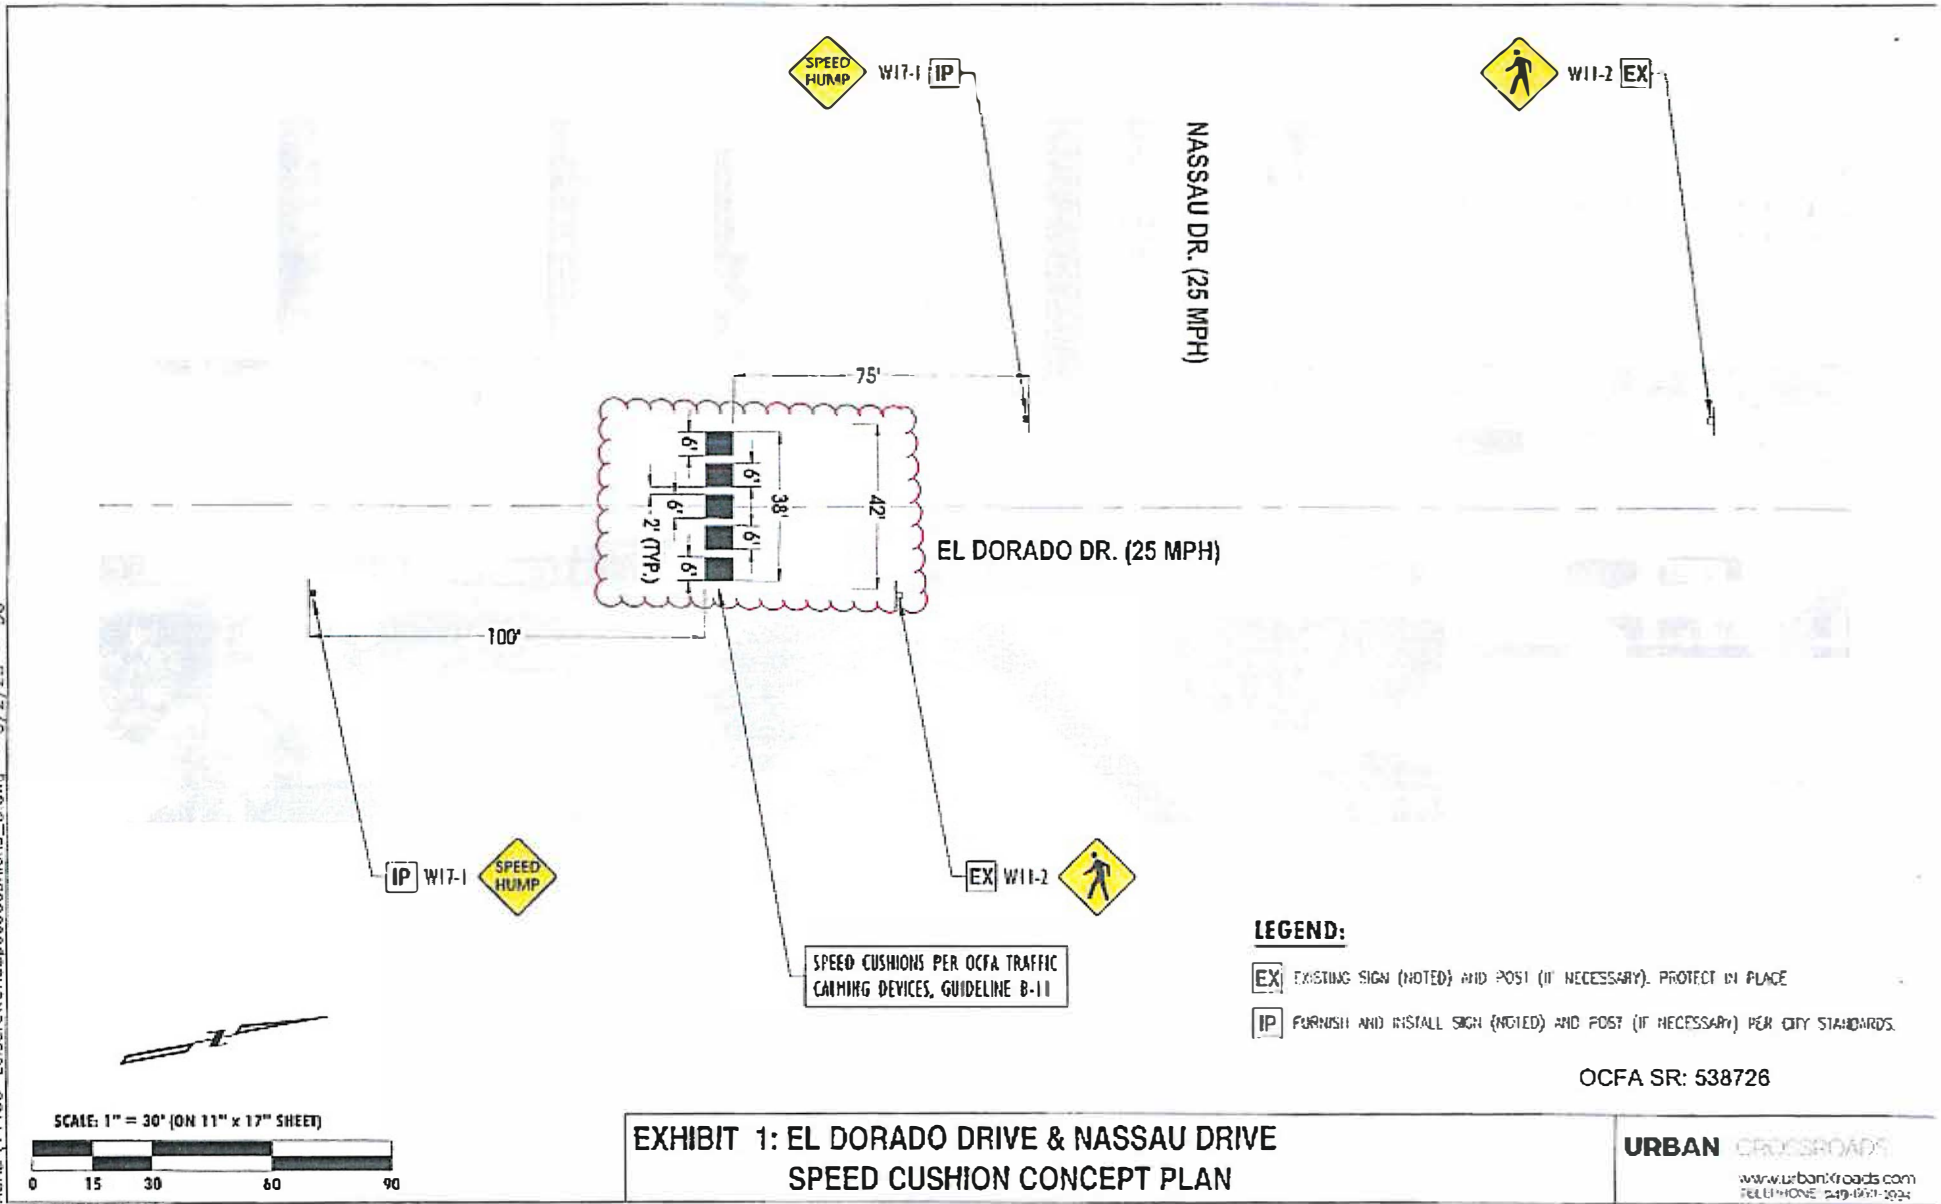 SPEED
HUMP
W17-1 IP
W11-2 EX
NASSAU DR. (25 MPH)
75'
6'
6'
6'
6'
6'
2' (TYP.)
38'
42'
EL DORADO DR. (25 MPH)
100'
IP W17-1
SPEED
HUMP
EX W11-2
SPEED CUSHIONS PER OCFA TRAFFIC
CALMING DEVICES, GUIDELINE B-11
LEGEND:
EX EXISTING SIGN (NOTED) AND POST (IF NECESSARY). PROTECT IN PLACE
IP FURNISH AND INSTALL SIGN (NOTED) AND POST (IF NECESSARY) PER CITY STANDARDS.
OCFA SR: 538726
SCALE: 1" = 30' (ON 11" x 17" SHEET)
0 15 30 60 90
EXHIBIT 1: EL DORADO DRIVE & NASSAU DRIVE
SPEED CUSHION CONCEPT PLAN
URBAN CROSSROADS
www.urbanXroads.com
TELEPHONE